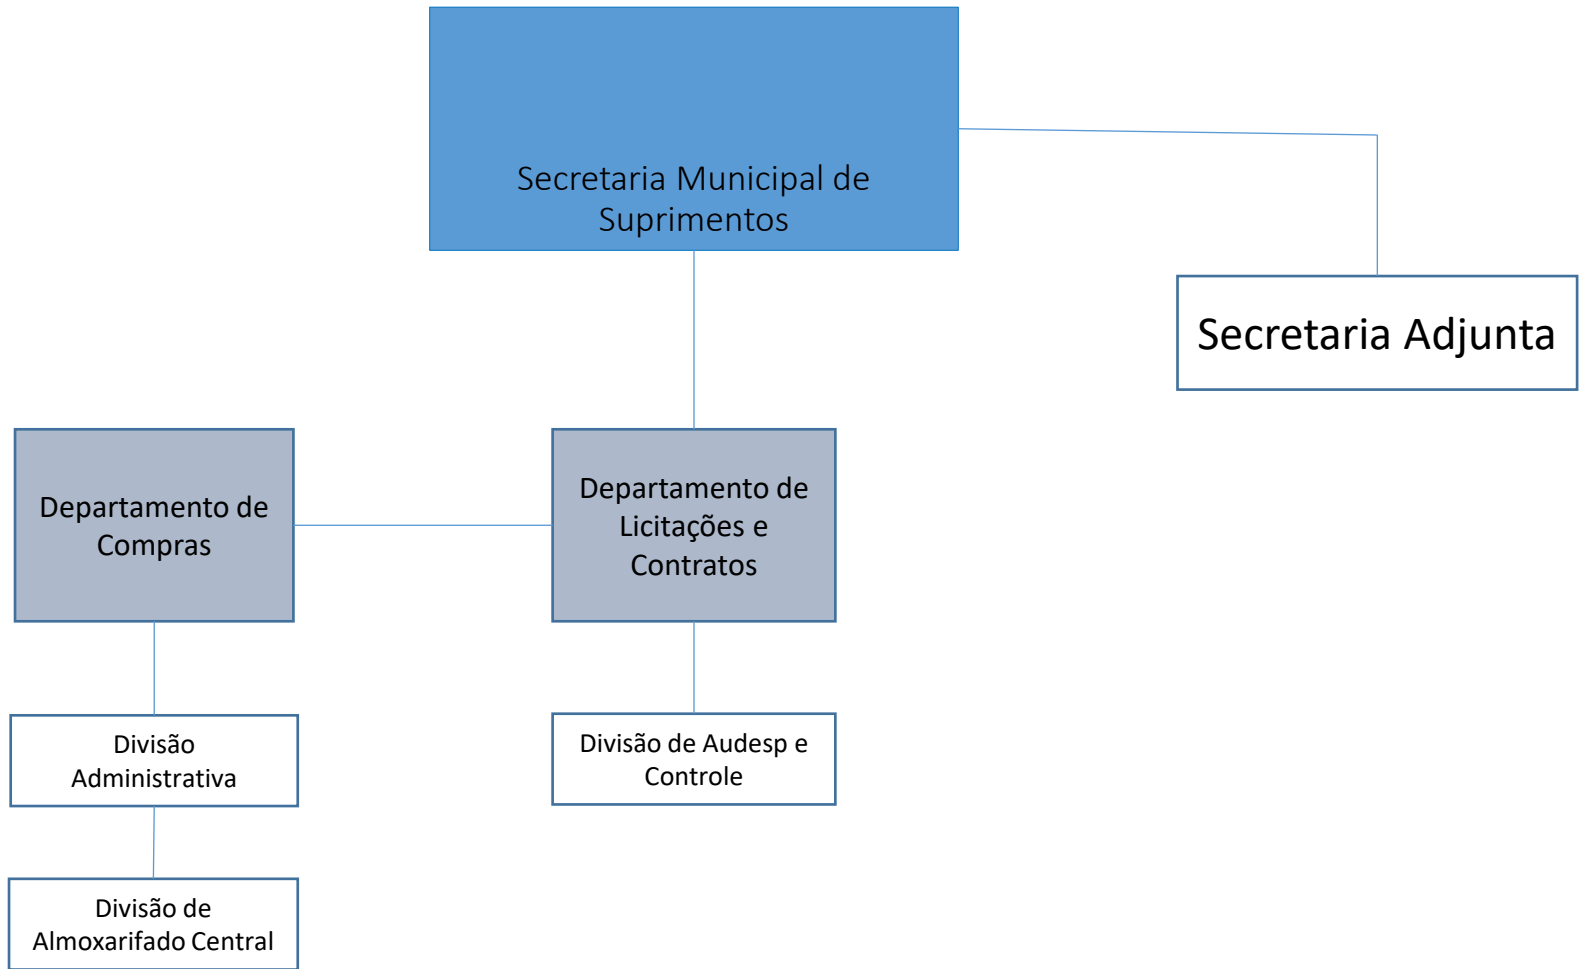 Secretaria Municipal de
Suprimentos
Secretaria Adjunta
Departamento de
Compras
Departamento de
Licitações e
Contratos
Divisão
Administrativa
Divisão de Audesp e
Controle
Divisão de
Almoxarifado Central